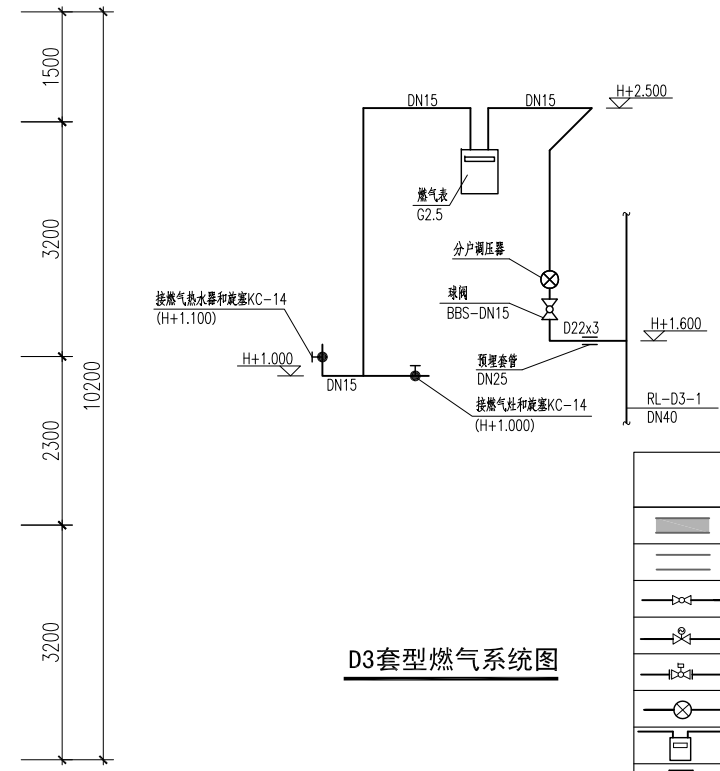 1500
3200
2300
3200
10200
DN15
DN15
H+2.500
燃气表
G2.5
分户调压器
球阀
BBS-DN15
D22x3
H+1.600
接燃气热水器和旋塞KC-14
(H+1.100)
H+1.000
DN15
预埋套管
DN25
接燃气灶和旋塞KC-14
(H+1.000)
RL-D3-1
DN40
D3套型燃气系统图